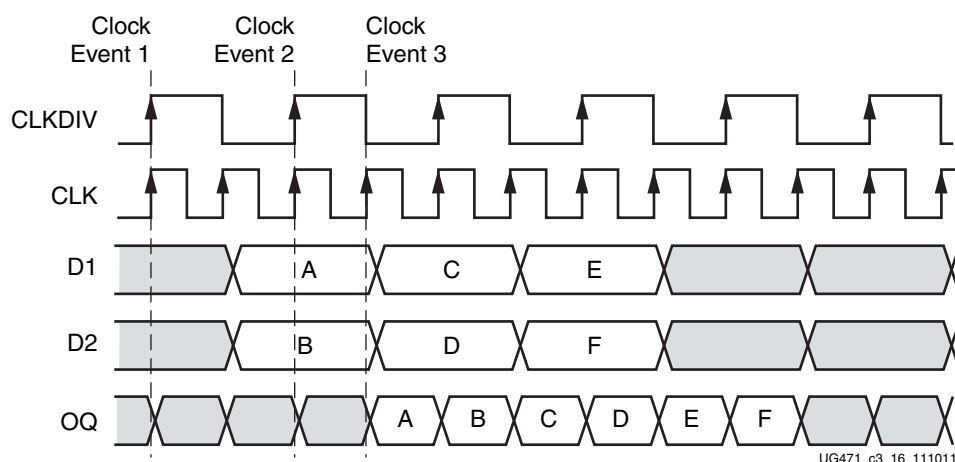 Clock
Event 1
Clock
Event 2
Clock
Event 3
CLKDIV
CLK
D1
A
C
E
D2
B
D
F
OQ
A
B
C
D
E
F
UG471_c3_16_111011